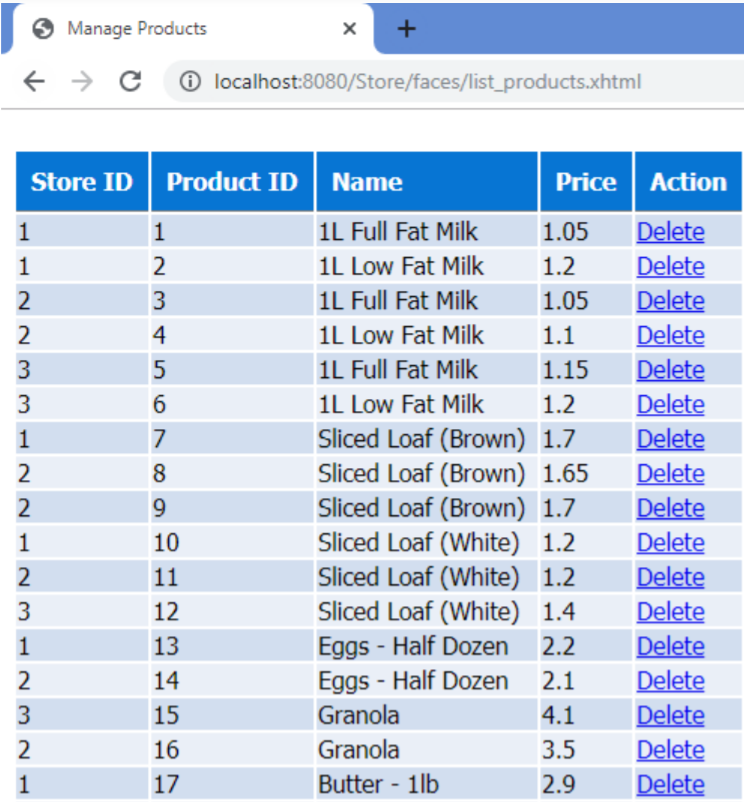 Manage Products
localhost:8080/Store/faces/list_products.xhtml
Store ID Product ID Name Price Action
1 1 1L Full Fat Milk 1.05 Delete
1 2 1L Low Fat Milk 1.2 Delete
2 3 1L Full Fat Milk 1.05 Delete
2 4 1L Low Fat Milk 1.1 Delete
3 5 1L Full Fat Milk 1.15 Delete
3 6 1L Low Fat Milk 1.2 Delete
1 7 Sliced Loaf (Brown) 1.7 Delete
2 8 Sliced Loaf (Brown) 1.65 Delete
2 9 Sliced Loaf (Brown) 1.7 Delete
1 10 Sliced Loaf (White) 1.2 Delete
2 11 Sliced Loaf (White) 1.2 Delete
3 12 Sliced Loaf (White) 1.4 Delete
1 13 Eggs - Half Dozen 2.2 Delete
2 14 Eggs - Half Dozen 2.1 Delete
3 15 Granola 4.1 Delete
2 16 Granola 3.5 Delete
1 17 Butter - 1lb 2.9 Delete